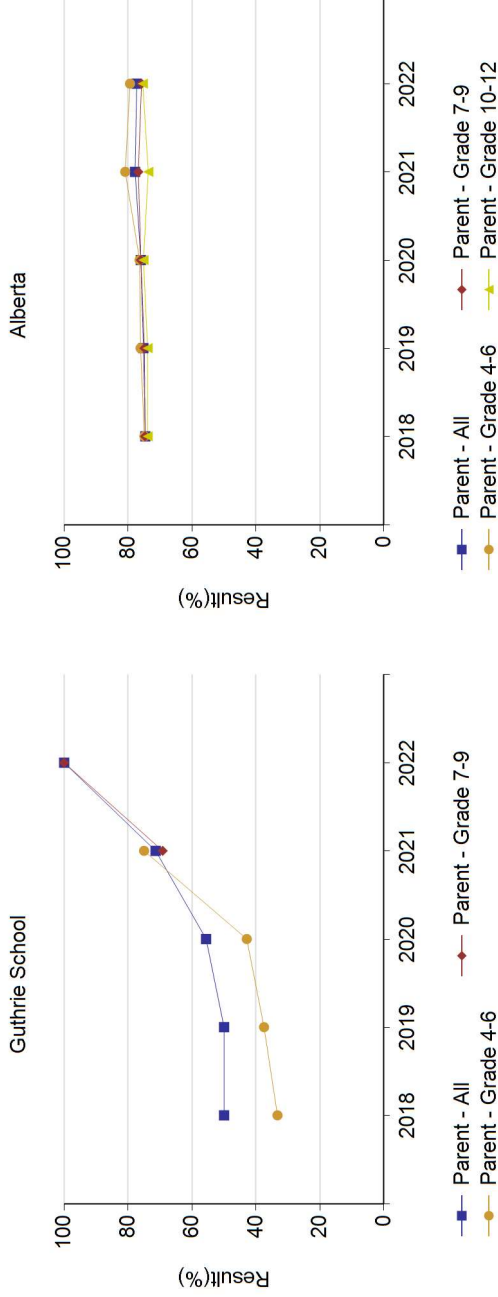 Guthrie School
Result(%)
100
80
60
40
20
0
2018 2019 2020 2021 2022
Parent - All Parent - Grade 7-9
Parent - Grade 4-6
Alberta
Result(%)
100
80
60
40
20
0
2018 2019 2020 2021 2022
Parent - All Parent - Grade 7-9
Parent - Grade 4-6 Parent - Grade 10-12